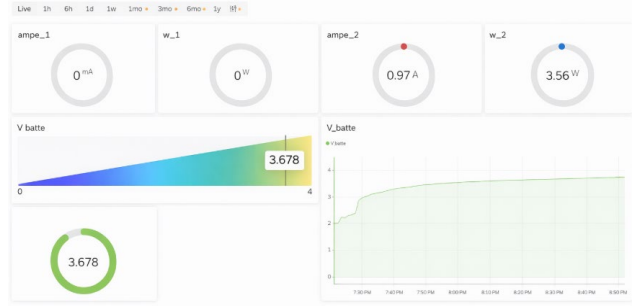 Live 1h 6h 1d 1w 1mo 3mo 6mo 1y
ampe_1
0 mA
w_1
0 W
ampe_2
0.97 A
w_2
3.56 W
V batte
3.678
0 4
3.678
V_batte
V batte
4
3
2
1
0
7:30 PM 7:40 PM 7:50 PM 8:00 PM 8:10 PM 8:20 PM 8:30 PM 8:40 PM 8:50 PM